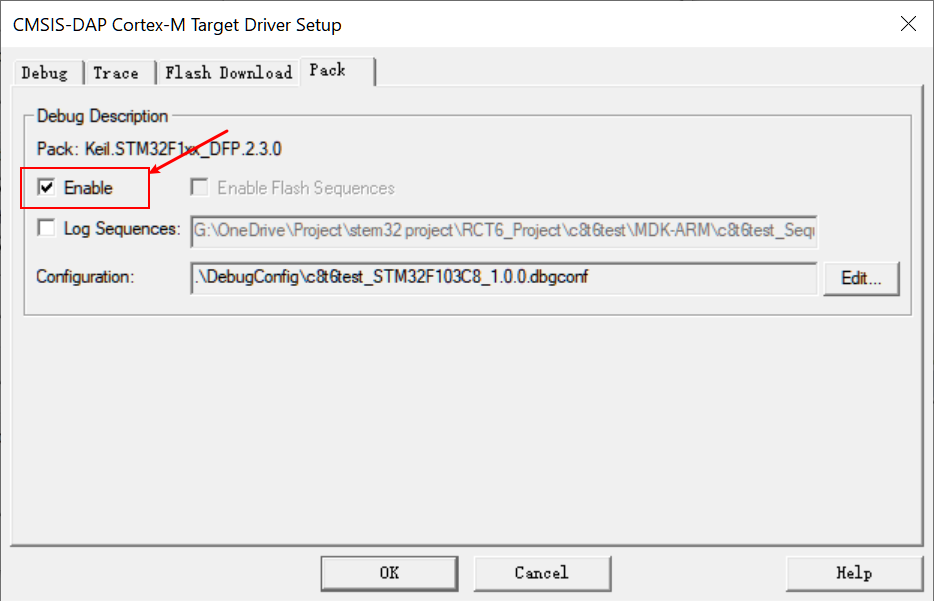 CMSIS-DAP Cortex-M Target Driver Setup
Debug Trace Flash Download Pack
Debug Description
Pack: Keil.STM32F1xx_DFP.2.3.0
Enable Enable Flash Sequences
Log Sequences: G:\OneDrive\Project\stem32 project\RCT6_Project\c8t6test\MDK-ARM\c8t6test_Sequ
Configuration: .\DebugConfig\c8t6test_STM32F103C8_1.0.0.dbgconf Edit...
OK Cancel Help